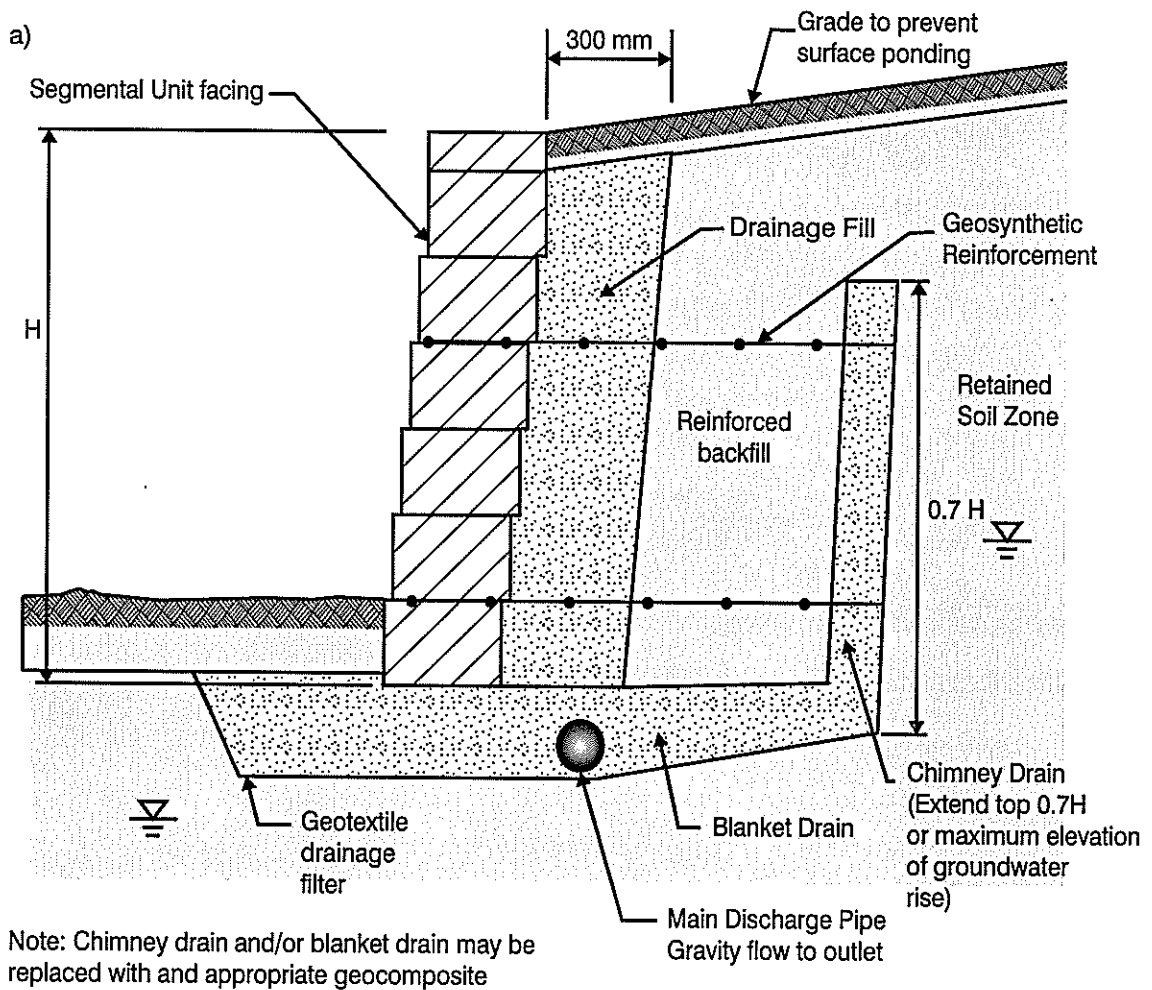 a)
300 mm
Grade to prevent
surface ponding
Segmental Unit facing
Drainage Fill
Geosynthetic
Reinforcement
H
Retained
Soil Zone
Reinforced
backfill
0.7 H
Chimney Drain
(Extend top 0.7H
or maximum elevation
of groundwater
rise)
Geotextile
drainage
filter
Blanket Drain
Main Discharge Pipe
Gravity flow to outlet
Note: Chimney drain and/or blanket drain may be
replaced with and appropriate geocomposite